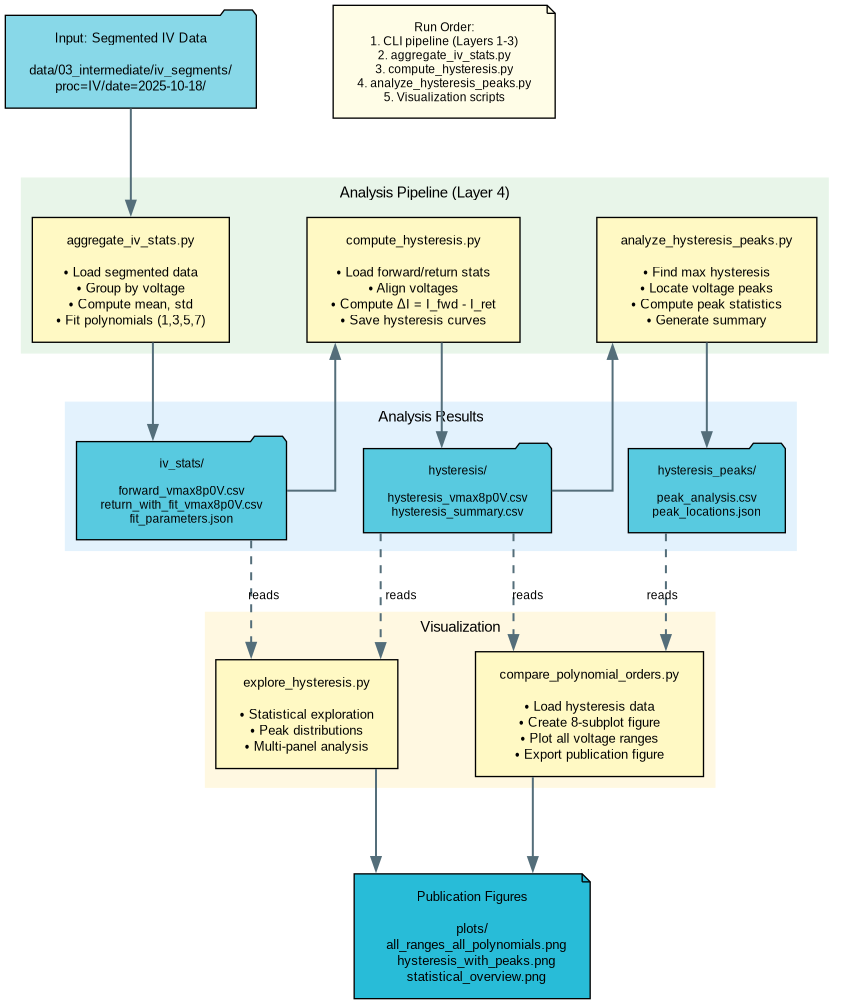 Input: Segmented IV Data
data/03_intermediate/iv_segments/
proc=IV/date=2025-10-18/
Run Order:
1. CLI pipeline (Layers 1-3)
2. aggregate_iv_stats.py
3. compute_hysteresis.py
4. analyze_hysteresis_peaks.py
5. Visualization scripts
Analysis Pipeline (Layer 4)
aggregate_iv_stats.py
• Load segmented data
• Group by voltage
• Compute mean, std
• Fit polynomials (1,3,5,7)
compute_hysteresis.py
• Load forward/return stats
• Align voltages
• Compute ΔI = I_fwd - I_ret
• Save hysteresis curves
analyze_hysteresis_peaks.py
• Find max hysteresis
• Locate voltage peaks
• Compute peak statistics
• Generate summary
Analysis Results
iv_stats/
forward_vmax8p0V.csv
return_with_fit_vmax8p0V.csv
fit_parameters.json
hysteresis/
hysteresis_vmax8p0V.csv
hysteresis_summary.csv
hysteresis_peaks/
peak_analysis.csv
peak_locations.json
reads
reads
reads
reads
Visualization
explore_hysteresis.py
• Statistical exploration
• Peak distributions
• Multi-panel analysis
compare_polynomial_orders.py
• Load hysteresis data
• Create 8-subplot figure
• Plot all voltage ranges
• Export publication figure
Publication Figures
plots/
all_ranges_all_polynomials.png
hysteresis_with_peaks.png
statistical_overview.png